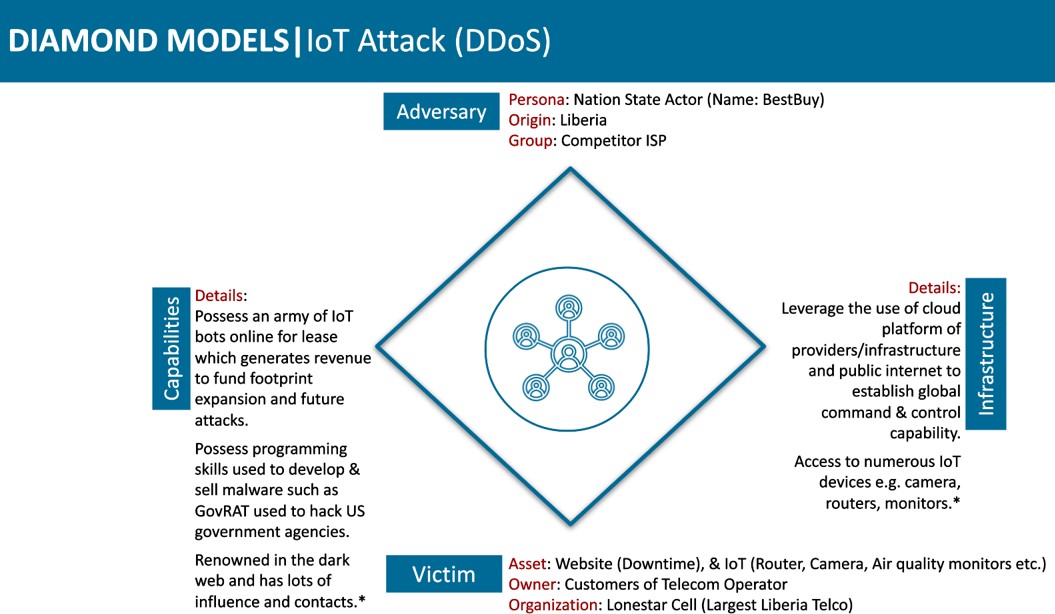 DIAMOND MODELS|IoT Attack (DDoS)
Adversary
Persona: Nation State Actor (Name: BestBuy)
Origin: Liberia
Group: Competitor ISP
Capabilities
Details:
Possess an army of IoT
bots online for lease
which generates revenue
to fund footprint
expansion and future
attacks.
Possess programming
skills used to develop &
sell malware such as
GovRAT used to hack US
government agencies.
Renowned in the dark
web and has lots of
influence and contacts.*
Details:
Leverage the use of cloud
platform of
providers/infrastructure
and public internet to
establish global
command & control
capability.
Access to numerous IoT
devices e.g. camera,
routers, monitors.*
Infrastructure
Victim
Asset: Website (Downtime), & IoT (Router, Camera, Air quality monitors etc.)
Owner: Customers of Telecom Operator
Organization: Lonestar Cell (Largest Liberia Telco)